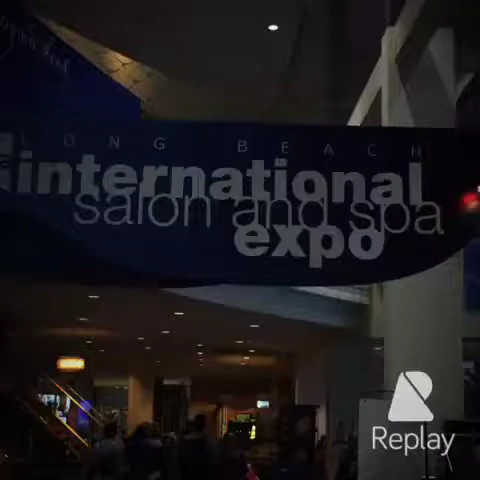 LONG BEACH
international
salon and spa
expo
Replay